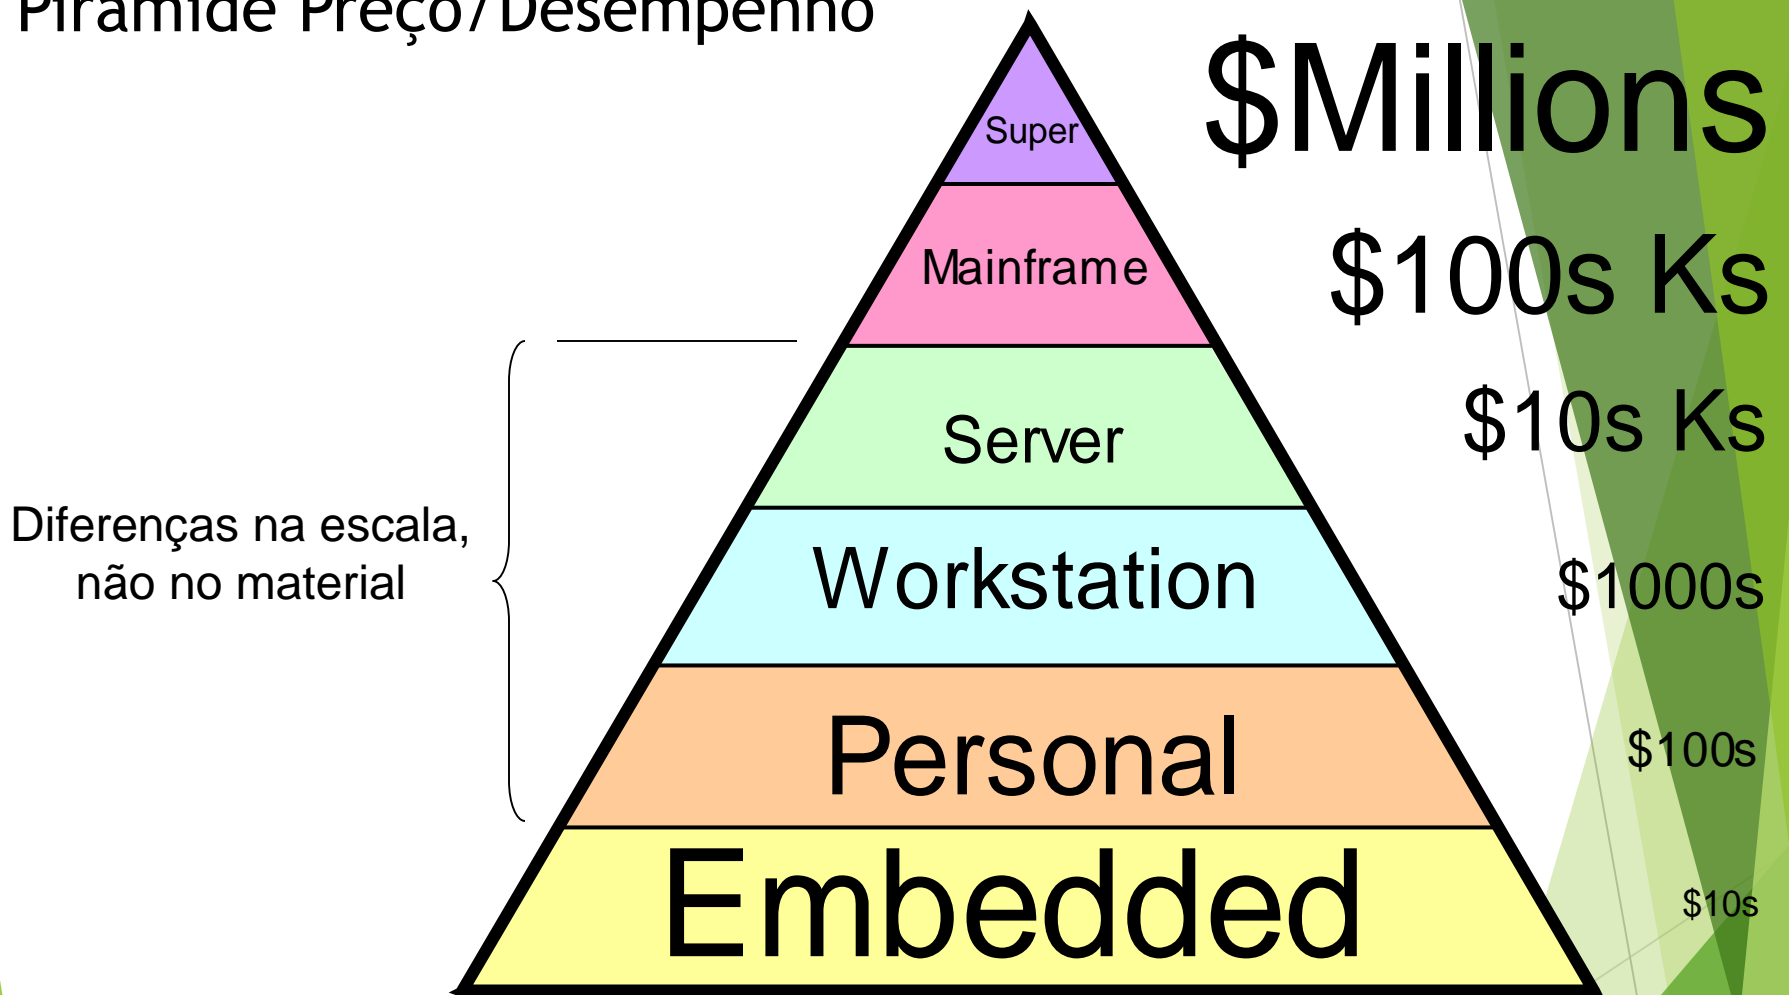 Pirâmide Preço/Desempenho
Super
$Millions
Mainframe
$100s Ks
Server
$10s Ks
Diferenças na escala,
não no material
Workstation
$1000s
Personal
$100s
Embedded
$10s